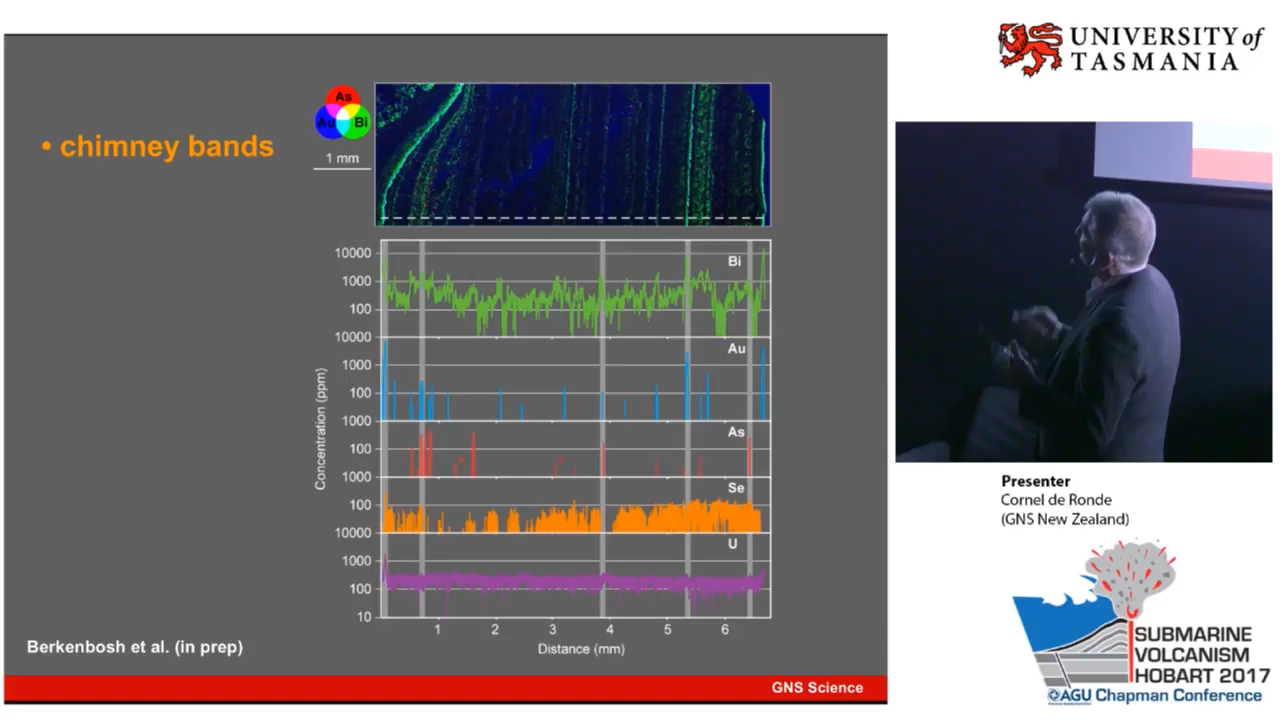 • chimney bands
As
Au
Bi
1 mm
10000
1000
100
10000
1000
100
1000
100
1000
100
10000
1000
100
10
Bi
Au
As
Se
U
Concentration (ppm)
1
2
3
4
5
6
Distance (mm)
Berkenbosh et al. (in prep)
GNS Science
UNIVERSITY of
TASMANIA
Presenter
Cornel de Ronde
(GNS New Zealand)
SUBMARINE
VOLCANISM
HOBART 2017
AGU Chapman Conference